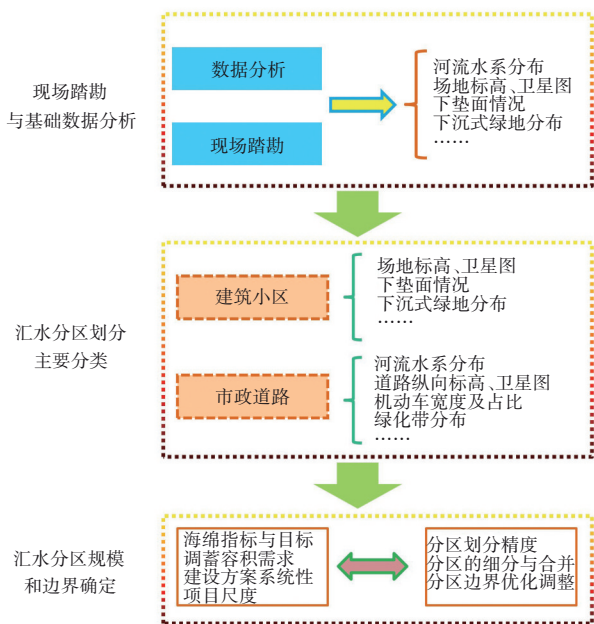 现场踏勘
与基础数据分析
数据分析
现场踏勘
河流水系分布
场地标高、卫星图
下垫面情况
下沉式绿地分布
……
汇水分区划分
主要分类
建筑小区
场地标高、卫星图
下垫面情况
下沉式绿地分布
……
市政道路
河流水系分布
道路纵向标高、卫星图
机动车宽度及占比
绿化带分布
……
汇水分区规模
和边界确定
海绵指标与目标
调蓄容积需求
建设方案系统性
项目尺度
分区划分精度
分区的细分与合并
分区边界优化调整